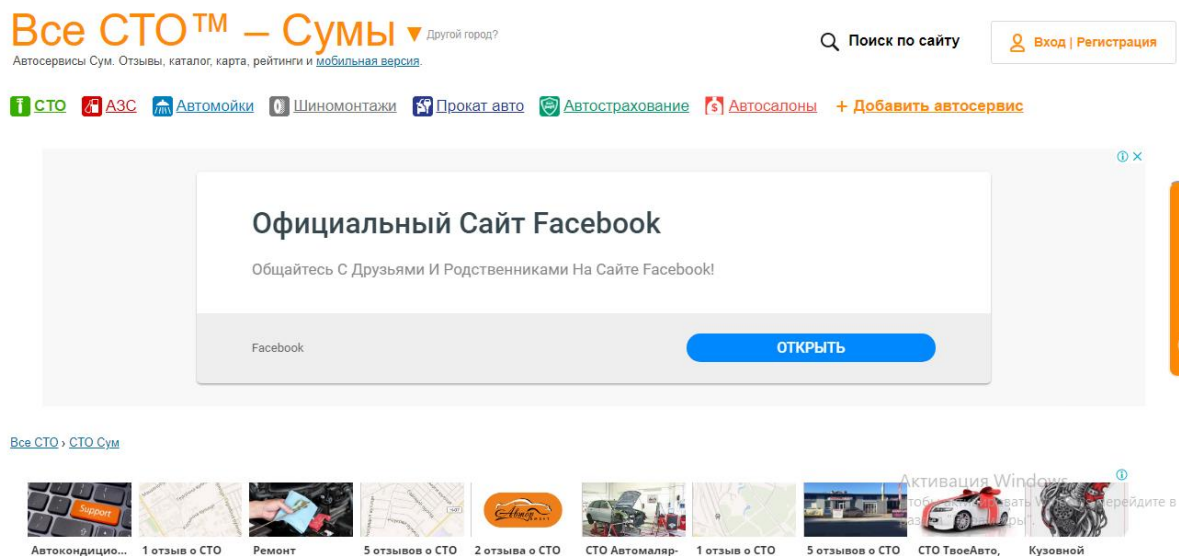 Все СТО™ – Сумы ▼ Другой город?
Поиск по сайту
Вход | Регистрация
Автосервисы Сум. Отзывы, каталог, карта, рейтинги и мобильная версия.
СТО АЗС Автомойки Шиномонтажи Прокат авто Автострахование Автосалоны + Добавить автосервис
Официальный Сайт Facebook
Общайтесь С Друзьями И Родственниками На Сайте Facebook!
Facebook
ОТКРЫТЬ
Все СТО › СТО Сум
Support
Активация Windows
ерейдите в
Автокондицио... 1 отзыв о СТО Ремонт 5 отзывов о СТО 2 отзыва о СТО СТО Автомаляр- 1 отзыв о СТО 5 отзывов о СТО СТО ТвоеАвто, Кузовной